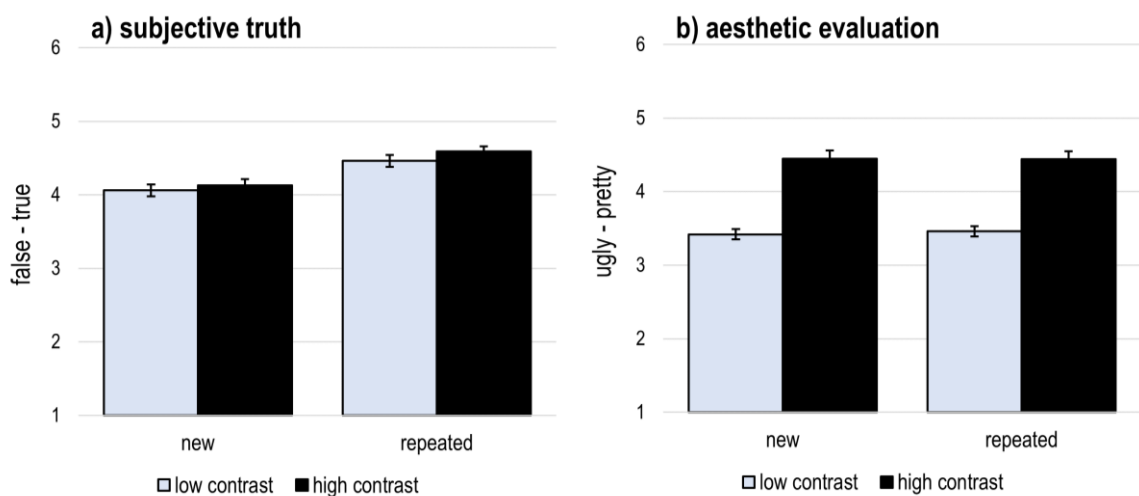 a) subjective truth
6
5
4
3
2
1
false - true
new repeated
low contrast high contrast
b) aesthetic evaluation
6
5
4
3
2
1
ugly - pretty
new repeated
low contrast high contrast